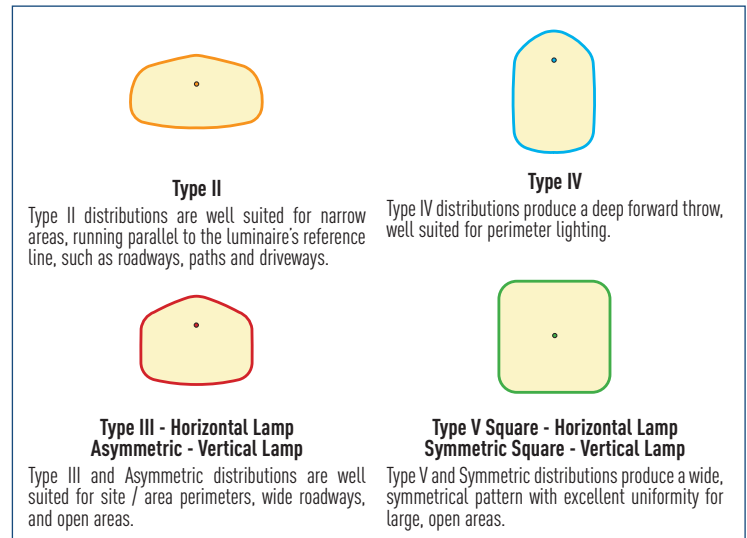 Type II
Type II distributions are well suited for narrow
areas, running parallel to the luminaire's reference
line, such as roadways, paths and driveways.
Type IV
Type IV distributions produce a deep forward throw,
well suited for perimeter lighting.
Type III - Horizontal Lamp
Asymmetric - Vertical Lamp
Type III and Asymmetric distributions are well
suited for site / area perimeters, wide roadways,
and open areas.
Type V Square - Horizontal Lamp
Symmetric Square - Vertical Lamp
Type V and Symmetric distributions produce a wide,
symmetrical pattern with excellent uniformity for
large, open areas.